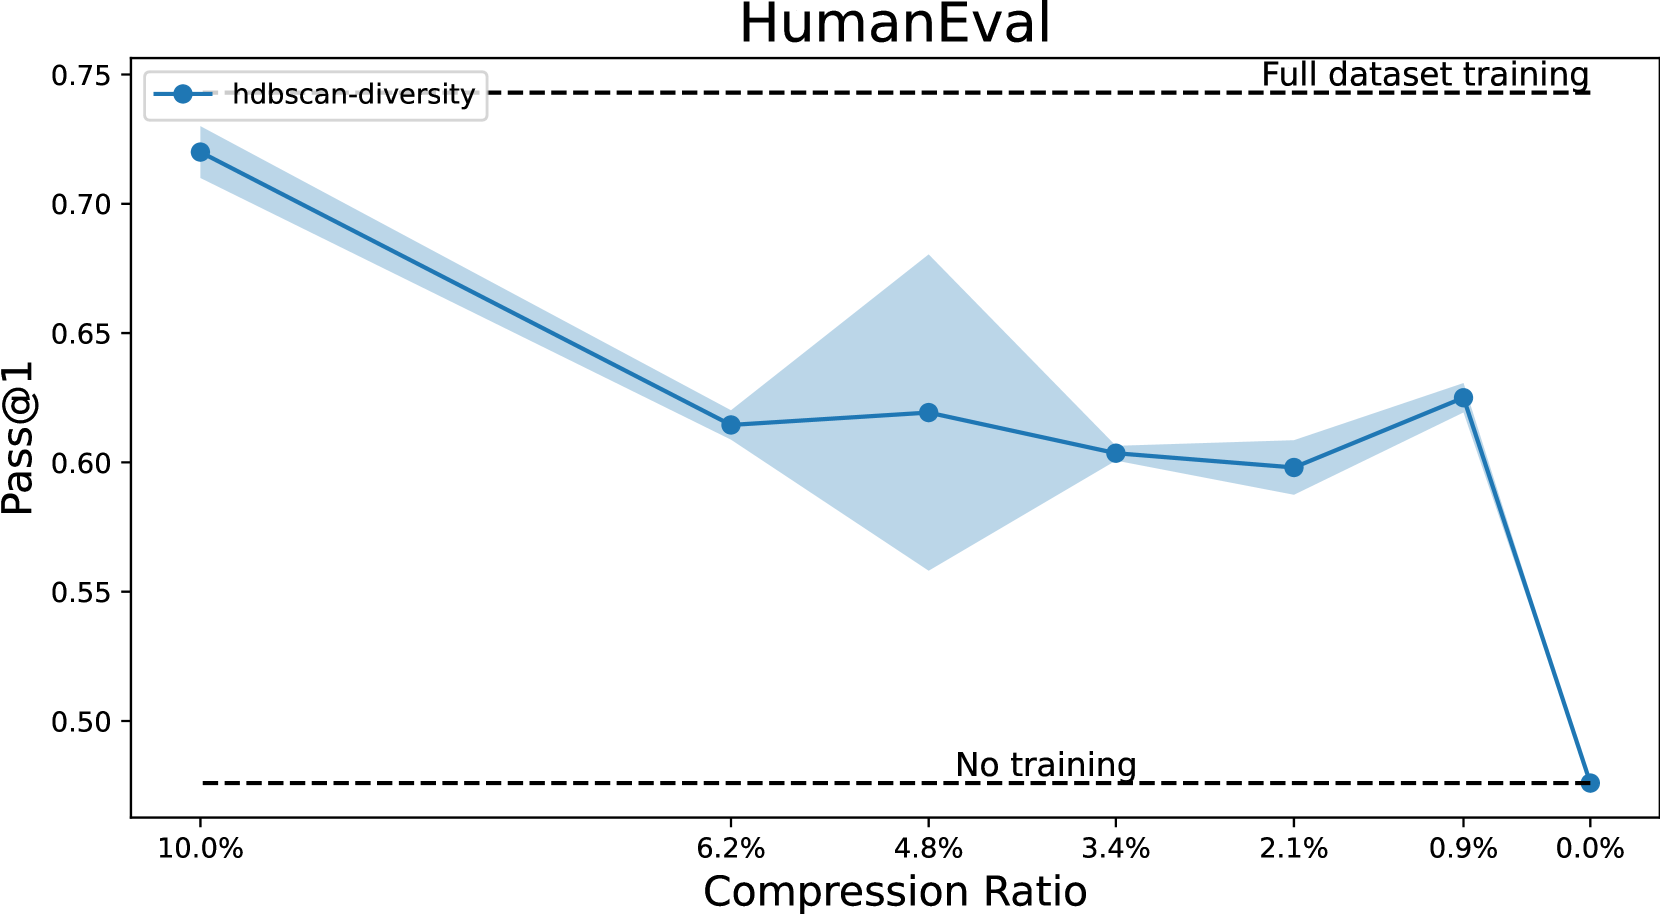 HumanEval
0.75
0.70
0.65
0.60
0.55
0.50
Pass@1
hdbscan-diversity
Full dataset training
No training
10.0% 6.2% 4.8% 3.4% 2.1% 0.9% 0.0%
Compression Ratio